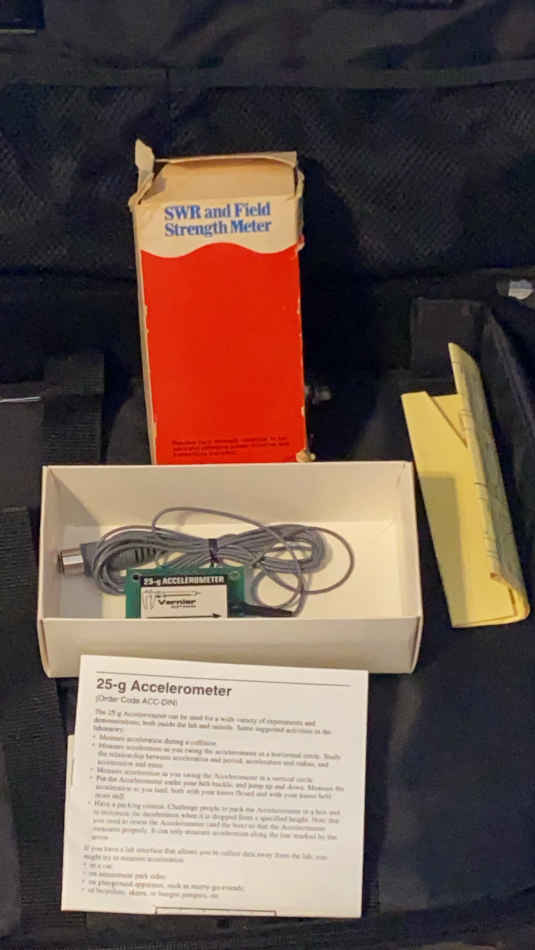 SWR and Field
Strength Meter
25-g ACCELEROMETER
Vernier
SOFTWARE
25-g Accelerometer
(Order Code ACC-DIN)
The 25-g Accelerometer can be used for a wide variety of experiments and
demonstrations, both inside the lab and outside. Some suggested activities in the
laboratory:
• Measure acceleration during a collision.
• Measure acceleration as you swing the accelerometer in a horizontal circle. Study
the relationship between acceleration and period, acceleration and radius, and
acceleration and mass.
• Measure acceleration as you swing the Accelerometer in a vertical circle.
• Put the Accelerometer under your belt buckle, and jump up and down. Measure the
acceleration as you land, both with your knees flexed and with your knees held
more stiff.
• Have a packing contest. Challenge people to pack the Accelerometer in a box and
to minimize the deceleration when it is dropped from a specified height. Note that
you need to orient the Accelerometer (and the box) so that the Accelerometer
measures properly. It can only measure acceleration along the line marked by the
arrow.
If you have a lab interface that allows you to collect data away from the lab, you
might try to measure acceleration:
• in a car,
• on amusement park rides,
• on playground apparatus, such as merry-go-rounds,
• of bicyclists, skaters, or bungee jumpers, etc.